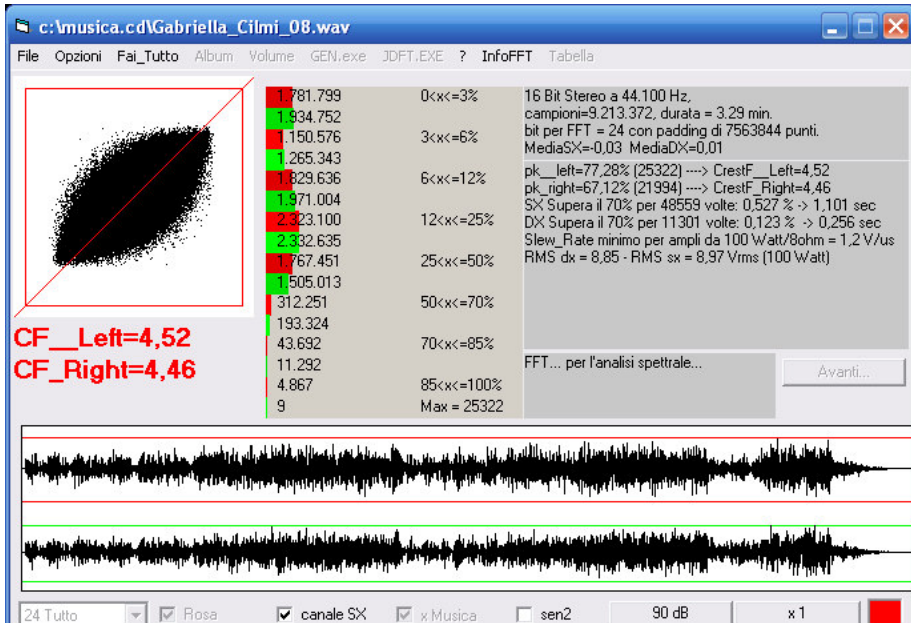 c:\musica.cd\Gabriella_Cilmi_08.wav
File Opzioni Fai_Tutto Album Volume GEN.exe JDFT.EXE ? InfoFFT Tabella
1.781.799 0<x<=3%
1.934.752
1.150.576 3<x<=6%
1.265.343
1.829.636 6<x<=12%
1.971.004
2.323.100 12<x<=25%
2.332.635
1.767.451 25<x<=50%
1.505.013
312.251 50<x<=70%
193.324
43.692 70<x<=85%
11.292
4.867 85<x<=100%
9 Max = 25322
16 Bit Stereo a 44.100 Hz,
campioni=9.213.372, durata = 3.29 min.
bit per FFT = 24 con padding di 7563844 punti.
MediaSX=-0,03 MediaDX=0,01
pk__left=77,28% (25322) ----> CrestF__Left=4,52
pk_right=67,12% (21994) ----> CrestF_Right=4,46
SX Supera il 70% per 48559 volte: 0,527 % -> 1,101 sec
DX Supera il 70% per 11301 volte: 0,123 % -> 0,256 sec
Slew_Rate minimo per ampli da 100 Watt/8ohm = 1,2 V/us
RMS dx = 8,85 - RMS sx = 8,97 Vrms (100 Watt)
CF__Left=4,52
CF_Right=4,46
FFT... per l'analisi spettrale...
Avanti...
24 Tutto Rosa canale SX x Musica sen2 90 dB x 1